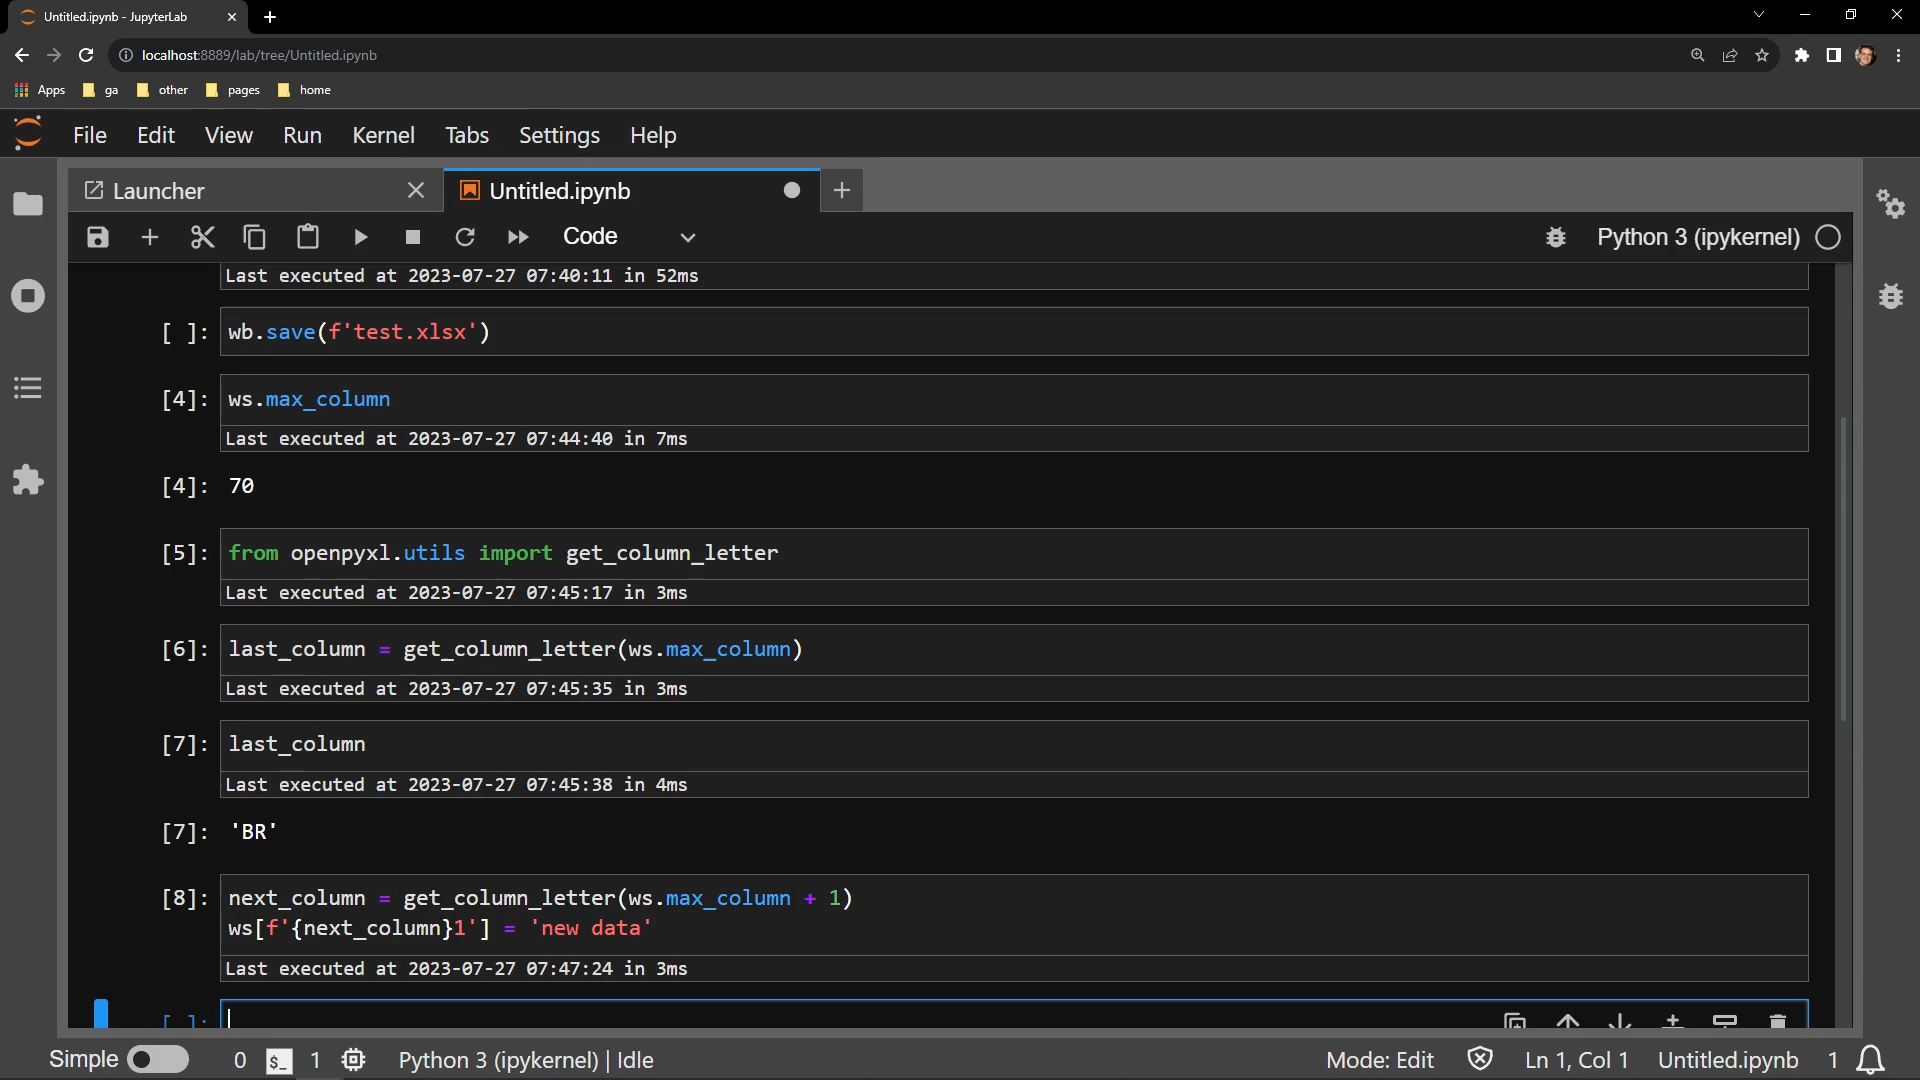 Untitled.ipynb - JupyterLab
localhost:8889/lab/tree/Untitled.ipynb
Apps ga other pages home
File Edit View Run Kernel Tabs Settings Help
Launcher Untitled.ipynb
Code Python 3 (ipykernel)
Last executed at 2023-07-27 07:40:11 in 52ms
[ ]: wb.save(f'test.xlsx')
[4]: ws.max_column
Last executed at 2023-07-27 07:44:40 in 7ms
[4]: 70
[5]: from openpyxl.utils import get_column_letter
Last executed at 2023-07-27 07:45:17 in 3ms
[6]: last_column = get_column_letter(ws.max_column)
Last executed at 2023-07-27 07:45:35 in 3ms
[7]: last_column
Last executed at 2023-07-27 07:45:38 in 4ms
[7]: 'BR'
[8]: next_column = get_column_letter(ws.max_column + 1)
ws[f'{next_column}1'] = 'new data'
Last executed at 2023-07-27 07:47:24 in 3ms
[ ]:
Simple 0 $_ 1 Python 3 (ipykernel) | Idle Mode: Edit Ln 1, Col 1 Untitled.ipynb 1